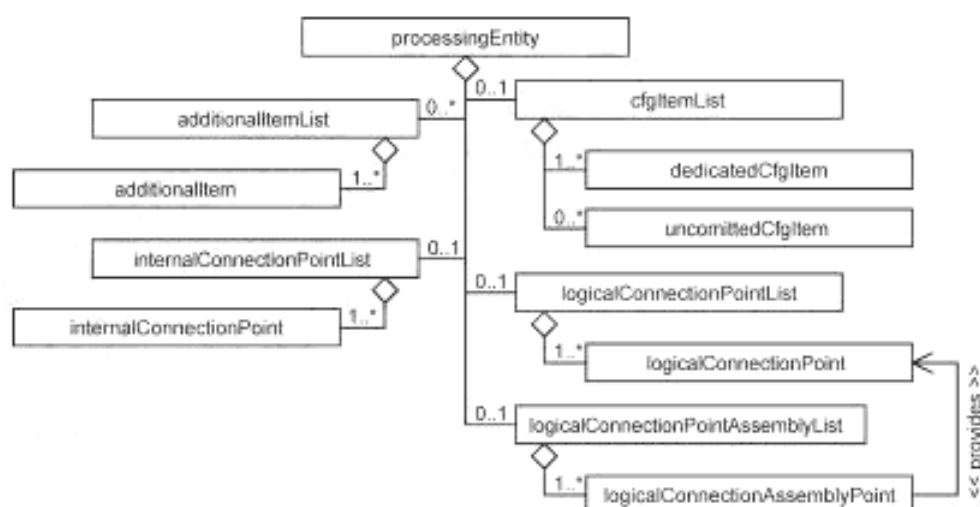 processingEntity
0..1
cfgItemList
additionalItemList
0..*
1..*
dedicatedCfgItem
additionalItem
1..*
0..*
uncomittedCfgItem
internalConnectionPointList
0..1
0..1
logicalConnectionPointList
internalConnectionPoint
1..*
1..*
logicalConnectionPoint
0..1
logicalConnectionPointAssemblyList
<< provides >>
1..*
logicalConnectionAssemblyPoint